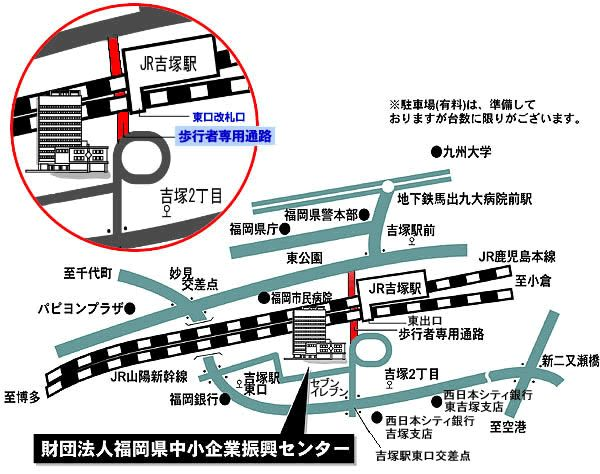 JR吉塚駅
東口改札口
歩行者専用通路
吉塚2丁目
※駐車場(有料)は、準備して
おりますが台数に限りがございます。
九州大学
地下鉄馬出九大病院前駅
福岡県警本部
福岡県庁
吉塚駅前
東公園
JR鹿児島本線
至千代町
妙見
交差点
至小倉
JR吉塚駅
パピヨンプラザ
福岡市民病院
東出口
歩行者専用通路
新二又瀬橋
JR山陽新幹線
吉塚駅
東口
セブン
イレブン
吉塚2丁目
至博多
福岡銀行
西日本シティ銀行
東吉塚支店
西日本シティ銀行
吉塚支店
至空港
財団法人福岡県中小企業振興センター
吉塚駅東口交差点